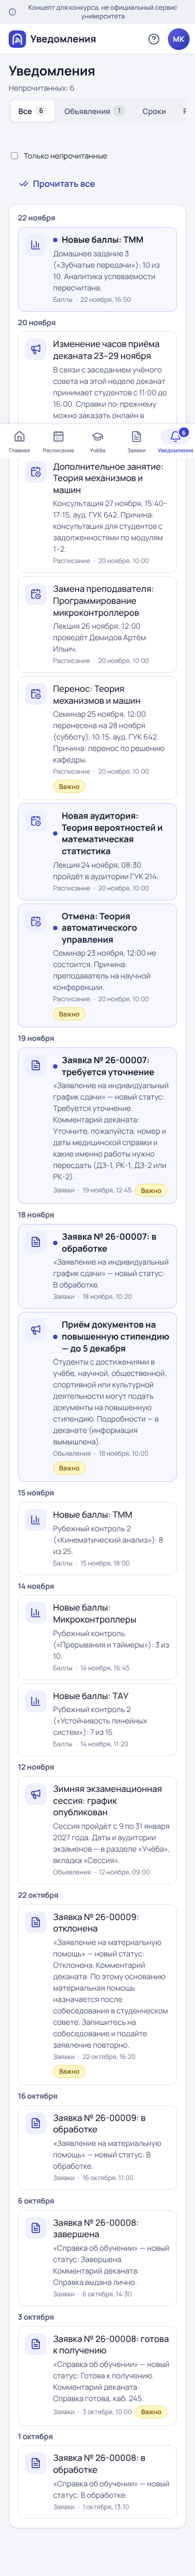 Концепт для конкурса, не официальный сервис
университета
Уведомления
МК
Уведомления
Непрочитанных: 6
Все 6
Объявления 1
Сроки
Только непрочитанные
Прочитать все
22 ноября
Новые баллы: ТММ
Домашнее задание 3
(«Зубчатые передачи»): 10 из
10. Аналитика успеваемости
пересчитана.
Баллы · 22 ноября, 16:50
20 ноября
Изменение часов приёма
деканата 23–29 ноября
В связи с заседанием учёного
совета на этой неделе деканат
принимает студентов с 11:00 до
16:00. Справки по-прежнему
можно заказать онлайн в
Главная
Расписание
Учёба
Заявки
6
Уведомления
Дополнительное занятие:
Теория механизмов и
машин
Консультация 27 ноября, 15:40–
17:15, ауд. ГУК 642. Причина:
консультация для студентов с
задолженностями по модулям
1–2.
Расписание · 20 ноября, 10:00
Замена преподавателя:
Программирование
микроконтроллеров
Лекция 26 ноября, 12:00
проведёт Демидов Артём
Ильич.
Расписание · 20 ноября, 10:00
Перенос: Теория
механизмов и машин
Семинар 25 ноября, 12:00
перенесена на 28 ноября
(суббота), 10:15, ауд. ГУК 642.
Причина: перенос по решению
кафедры.
Расписание · 20 ноября, 10:00
Важно
Новая аудитория:
Теория вероятностей и
математическая
статистика
Лекция 24 ноября, 08:30
пройдёт в аудитории ГУК 214.
Расписание · 20 ноября, 10:00
Отмена: Теория
автоматического
управления
Семинар 23 ноября, 12:00 не
состоится. Причина:
преподаватель на научной
конференции.
Расписание · 20 ноября, 10:00
Важно
19 ноября
Заявка № 26-00007:
требуется уточнение
«Заявление на индивидуальный
график сдачи» — новый статус:
Требуется уточнение.
Комментарий деканата:
Уточните, пожалуйста, номер и
даты медицинской справки и
какие именно работы нужно
пересдать (ДЗ-1, РК-1, ДЗ-2 или
РК-2).
Заявки · 19 ноября, 12:45 Важно
18 ноября
Заявка № 26-00007: в
обработке
«Заявление на индивидуальный
график сдачи» — новый статус:
В обработке.
Заявки · 18 ноября, 10:20
Приём документов на
повышенную стипендию
— до 5 декабря
Студенты с достижениями в
учёбе, научной, общественной,
спортивной или культурной
деятельности могут подать
документы на повышенную
стипендию. Подробности — в
деканате (информация
вымышлена).
Объявления · 18 ноября, 10:00
Важно
15 ноября
Новые баллы: ТММ
Рубежный контроль 2
(«Кинематический анализ»): 8
из 25.
Баллы · 15 ноября, 18:00
14 ноября
Новые баллы:
Микроконтроллеры
Рубежный контроль
(«Прерывания и таймеры»): 3 из
10.
Баллы · 14 ноября, 16:45
Новые баллы: ТАУ
Рубежный контроль 2
(«Устойчивость линейных
систем»): 7 из 15.
Баллы · 14 ноября, 11:20
12 ноября
Зимняя экзаменационная
сессия: график
опубликован
Сессия пройдёт с 9 по 31 января
2027 года. Даты и аудитории
экзаменов — в разделе «Учёба»,
вкладка «Сессия».
Объявления · 12 ноября, 09:00
22 октября
Заявка № 26-00009:
отклонена
«Заявление на материальную
помощь» — новый статус:
Отклонена. Комментарий
деканата: По этому основанию
материальная помощь
назначается после
собеседования в студенческом
совете. Запишитесь на
собеседование и подайте
заявление повторно.
Заявки · 22 октября, 16:20
Важно
16 октября
Заявка № 26-00009: в
обработке
«Заявление на материальную
помощь» — новый статус: В
обработке.
Заявки · 16 октября, 11:00
6 октября
Заявка № 26-00008:
завершена
«Справка об обучении» — новый
статус: Завершена.
Комментарий деканата:
Справка выдана лично.
Заявки · 6 октября, 14:30
3 октября
Заявка № 26-00008: готова
к получению
«Справка об обучении» — новый
статус: Готова к получению.
Комментарий деканата:
Справка готова, каб. 245.
Заявки · 3 октября, 10:00 Важно
1 октября
Заявка № 26-00008: в
обработке
«Справка об обучении» — новый
статус: В обработке.
Заявки · 1 октября, 13:10